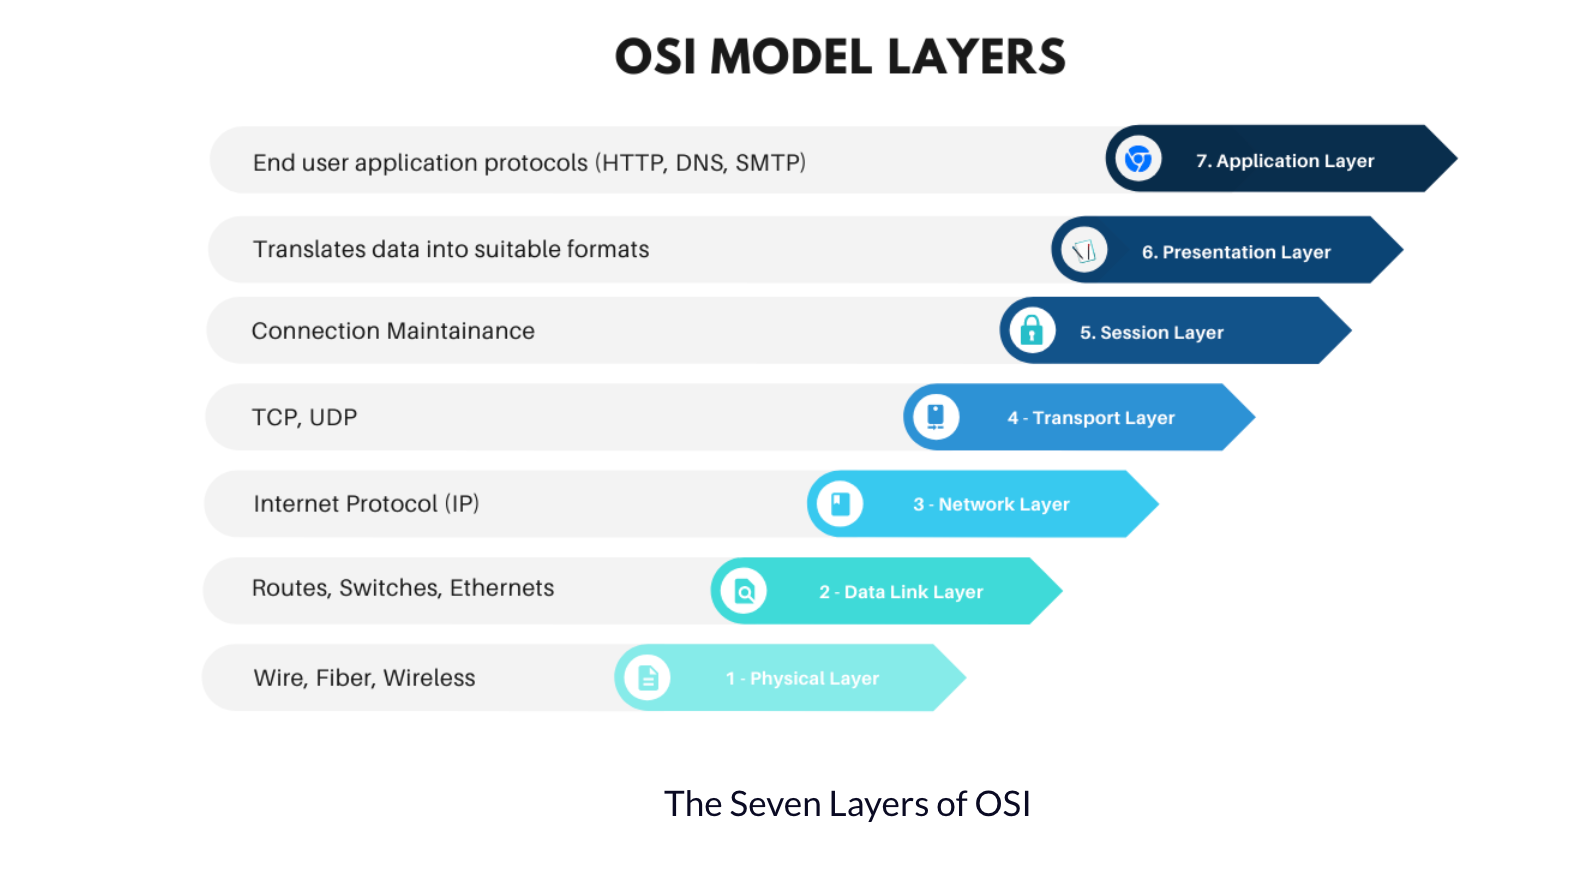 OSI MODEL LAYERS
End user application protocols (HTTP, DNS, SMTP)
7. Application Layer
Translates data into suitable formats
6. Presentation Layer
Connection Maintainance
5. Session Layer
TCP, UDP
4 - Transport Layer
Internet Protocol (IP)
3 - Network Layer
Routes, Switches, Ethernets
2 - Data Link Layer
Wire, Fiber, Wireless
1 - Physical Layer
The Seven Layers of OSI